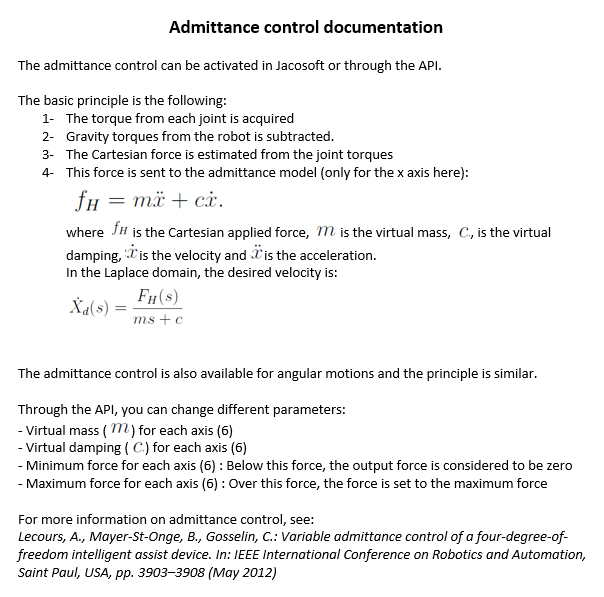 Admittance control documentation
The admittance control can be activated in Jacosoft or through the API.
The basic principle is the following:
1- The torque from each joint is acquired
2- Gravity torques from the robot is subtracted.
3- The Cartesian force is estimated from the joint torques
4- This force is sent to the admittance model (only for the x axis here):
f_H = mẍ + cẋ.
where f_H is the Cartesian applied force, m is the virtual mass, C, is the virtual
damping, ẋ is the velocity and ẍ is the acceleration.
In the Laplace domain, the desired velocity is:
Ẋ_d(s) = F_H(s) / (ms + c)
The admittance control is also available for angular motions and the principle is similar.
Through the API, you can change different parameters:
- Virtual mass ( m ) for each axis (6)
- Virtual damping ( C ) for each axis (6)
- Minimum force for each axis (6) : Below this force, the output force is considered to be zero
- Maximum force for each axis (6) : Over this force, the force is set to the maximum force
For more information on admittance control, see:
Lecours, A., Mayer-St-Onge, B., Gosselin, C.: Variable admittance control of a four-degree-of-
freedom intelligent assist device. In: IEEE International Conference on Robotics and Automation,
Saint Paul, USA, pp. 3903–3908 (May 2012)